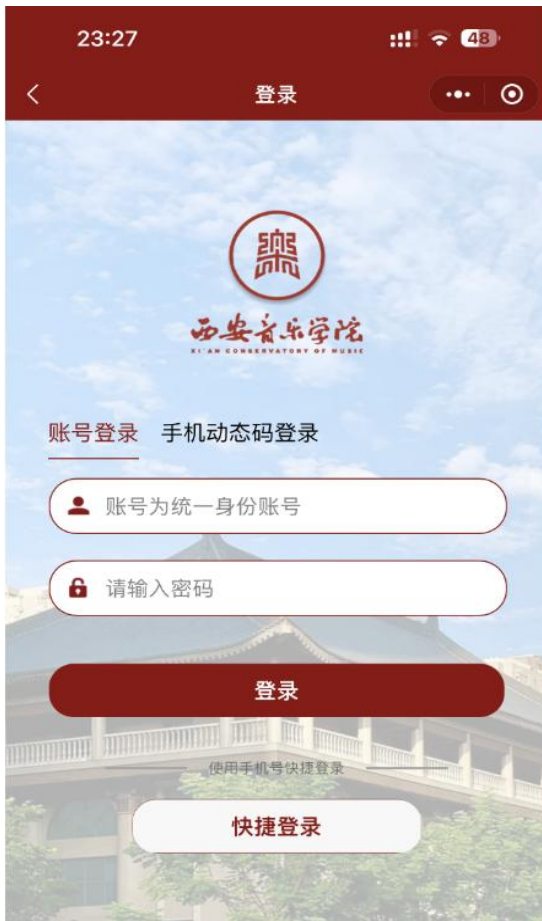 23:27
48
登录
西安音乐学院
XI'AN CONSERVATORY OF MUSIC
账号登录 手机动态码登录
账号为统一身份账号
请输入密码
登录
使用手机号快捷登录
快捷登录